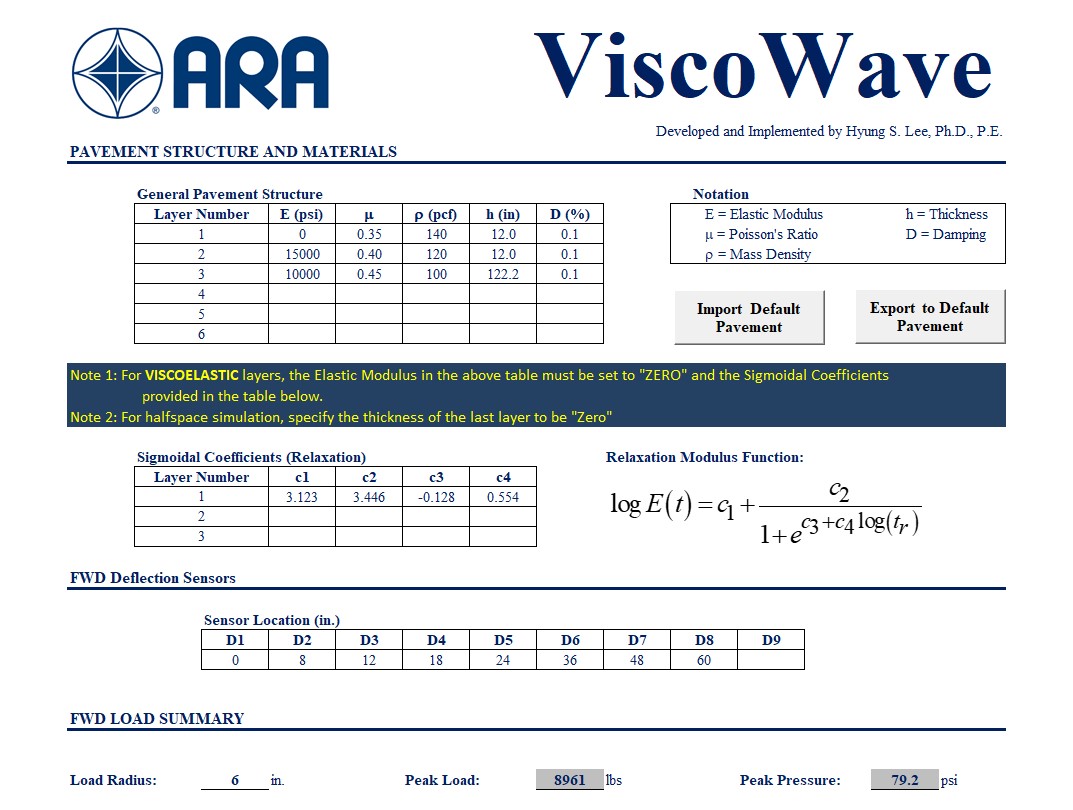 ARA ®
ViscoWave
Developed and Implemented by Hyung S. Lee, Ph.D., P.E.
PAVEMENT STRUCTURE AND MATERIALS
General Pavement Structure
Layer Number E (psi) μ ρ (pcf) h (in) D (%)
1 0 0.35 140 12.0 0.1
2 15000 0.40 120 12.0 0.1
3 10000 0.45 100 122.2 0.1
4
5
6
Notation
E = Elastic Modulus h = Thickness
μ = Poisson's Ratio D = Damping
ρ = Mass Density
Import Default
Pavement
Export to Default
Pavement
Note 1: For VISCOELASTIC layers, the Elastic Modulus in the above table must be set to "ZERO" and the Sigmoidal Coefficients
provided in the table below.
Note 2: For halfspace simulation, specify the thickness of the last layer to be "Zero"
Sigmoidal Coefficients (Relaxation)
Layer Number c1 c2 c3 c4
1 3.123 3.446 -0.128 0.554
2
3
Relaxation Modulus Function:
log E(t) = c1 + c2 / 1+e^c3+c4 log(tr)
FWD Deflection Sensors
Sensor Location (in.)
D1 D2 D3 D4 D5 D6 D7 D8 D9
0 8 12 18 24 36 48 60
FWD LOAD SUMMARY
Load Radius: 6 in. Peak Load: 8961 lbs Peak Pressure: 79.2 psi